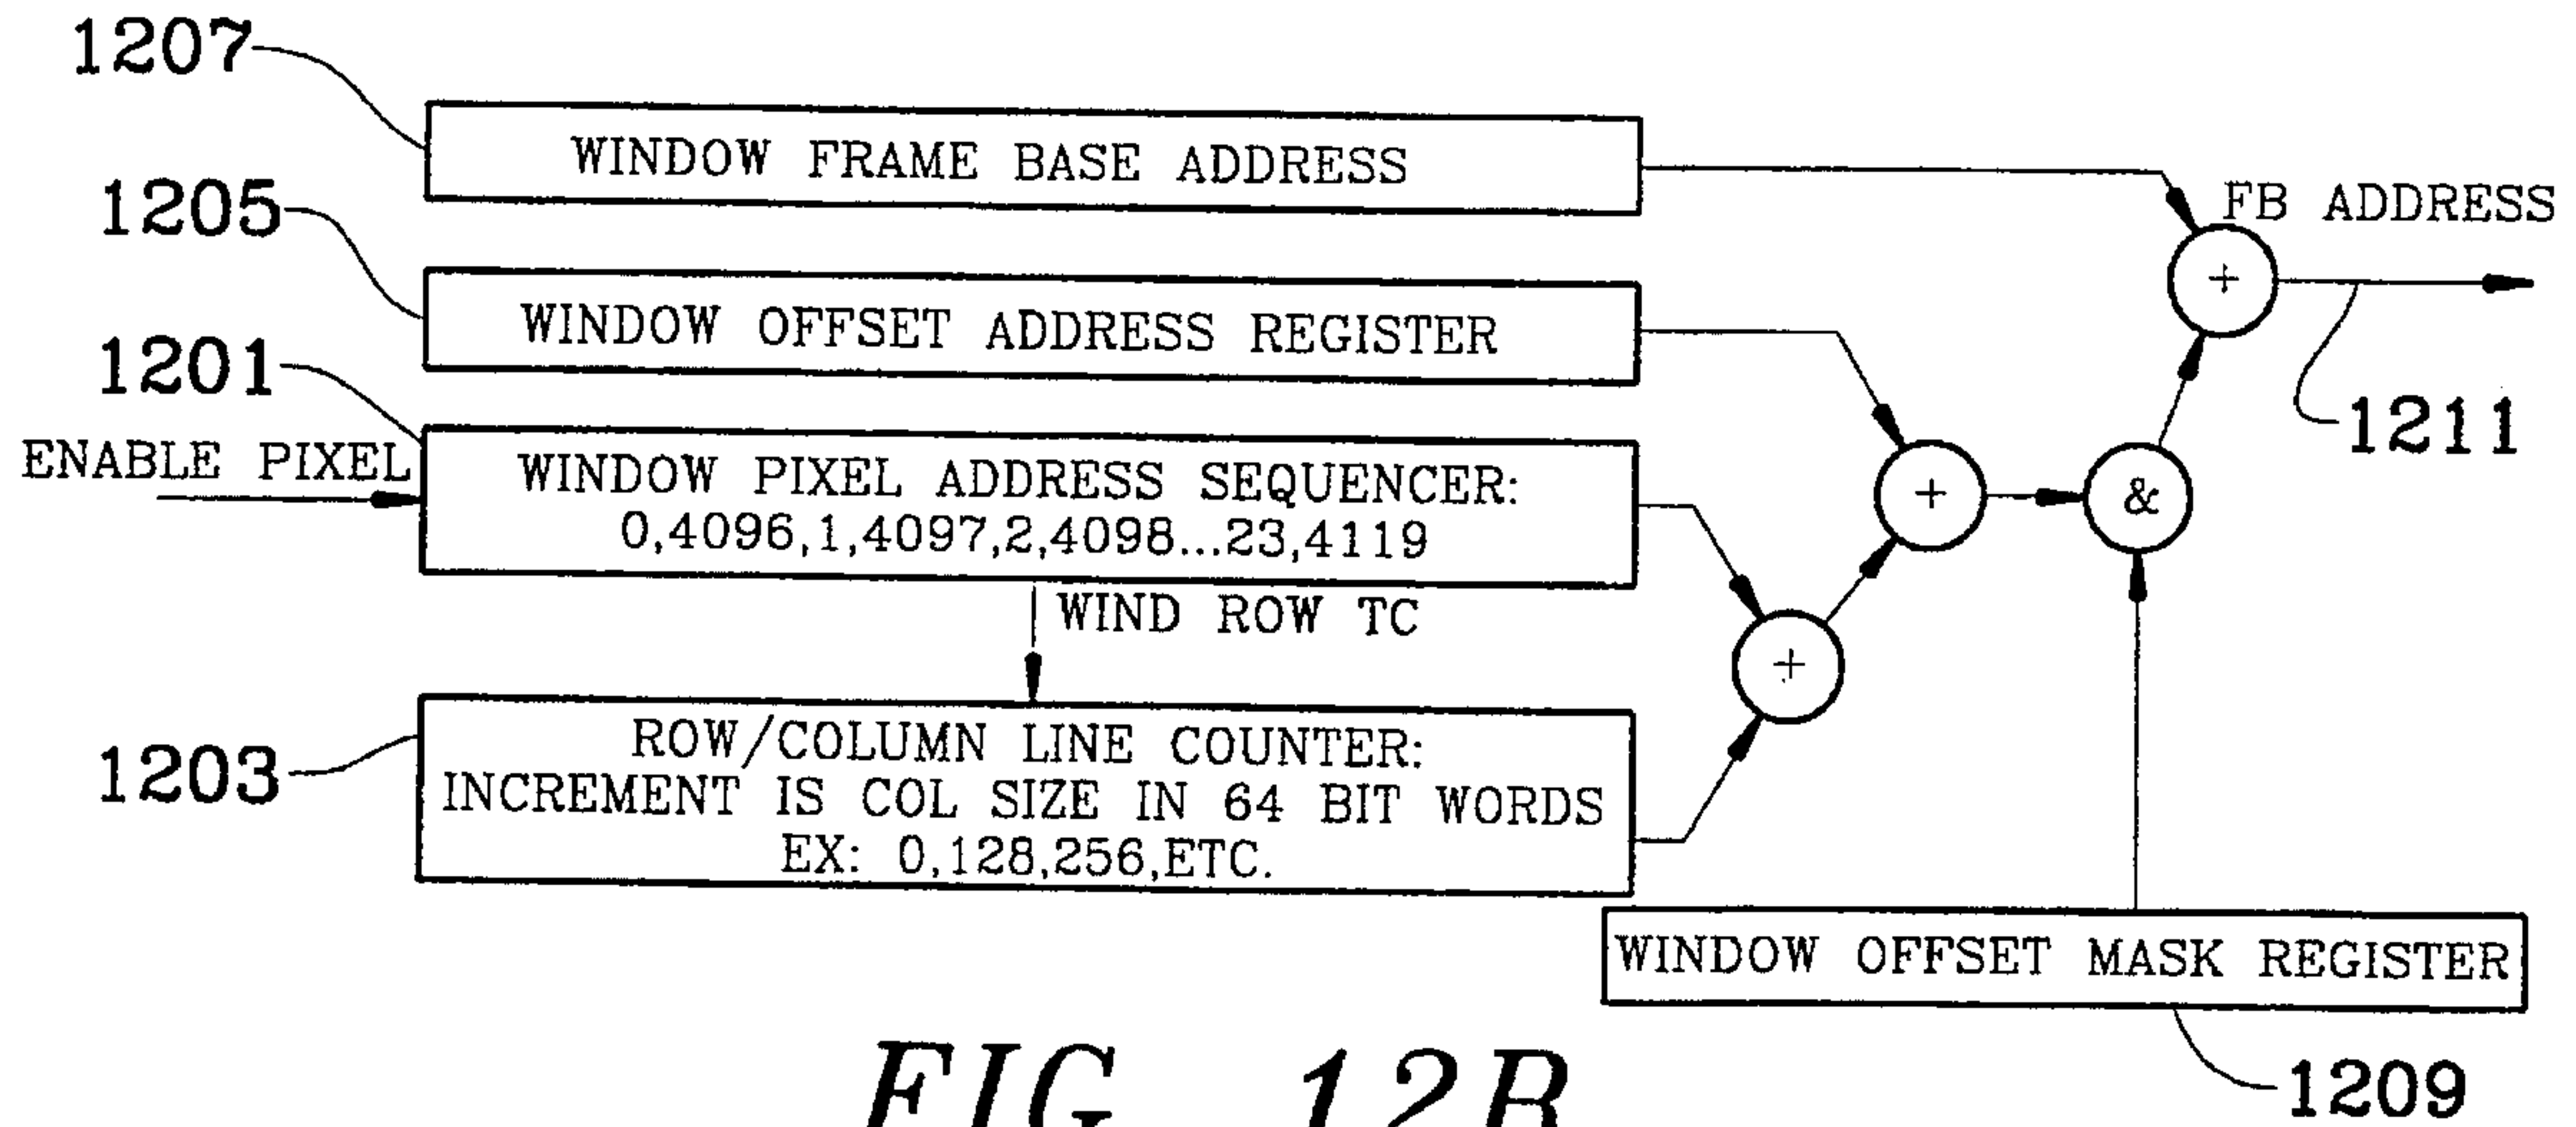 1207
WINDOW FRAME BASE ADDRESS
FB ADDRESS
1205
WINDOW OFFSET ADDRESS REGISTER
+
1201
1211
ENABLE PIXEL
WINDOW PIXEL ADDRESS SEQUENCER:
0,4096,1,4097,2,4098...23,4119
+
&
WIND ROW TC
+
1203
ROW/COLUMN LINE COUNTER:
INCREMENT IS COL SIZE IN 64 BIT WORDS
EX: 0,128,256,ETC.
WINDOW OFFSET MASK REGISTER
1209
FIG. 12B